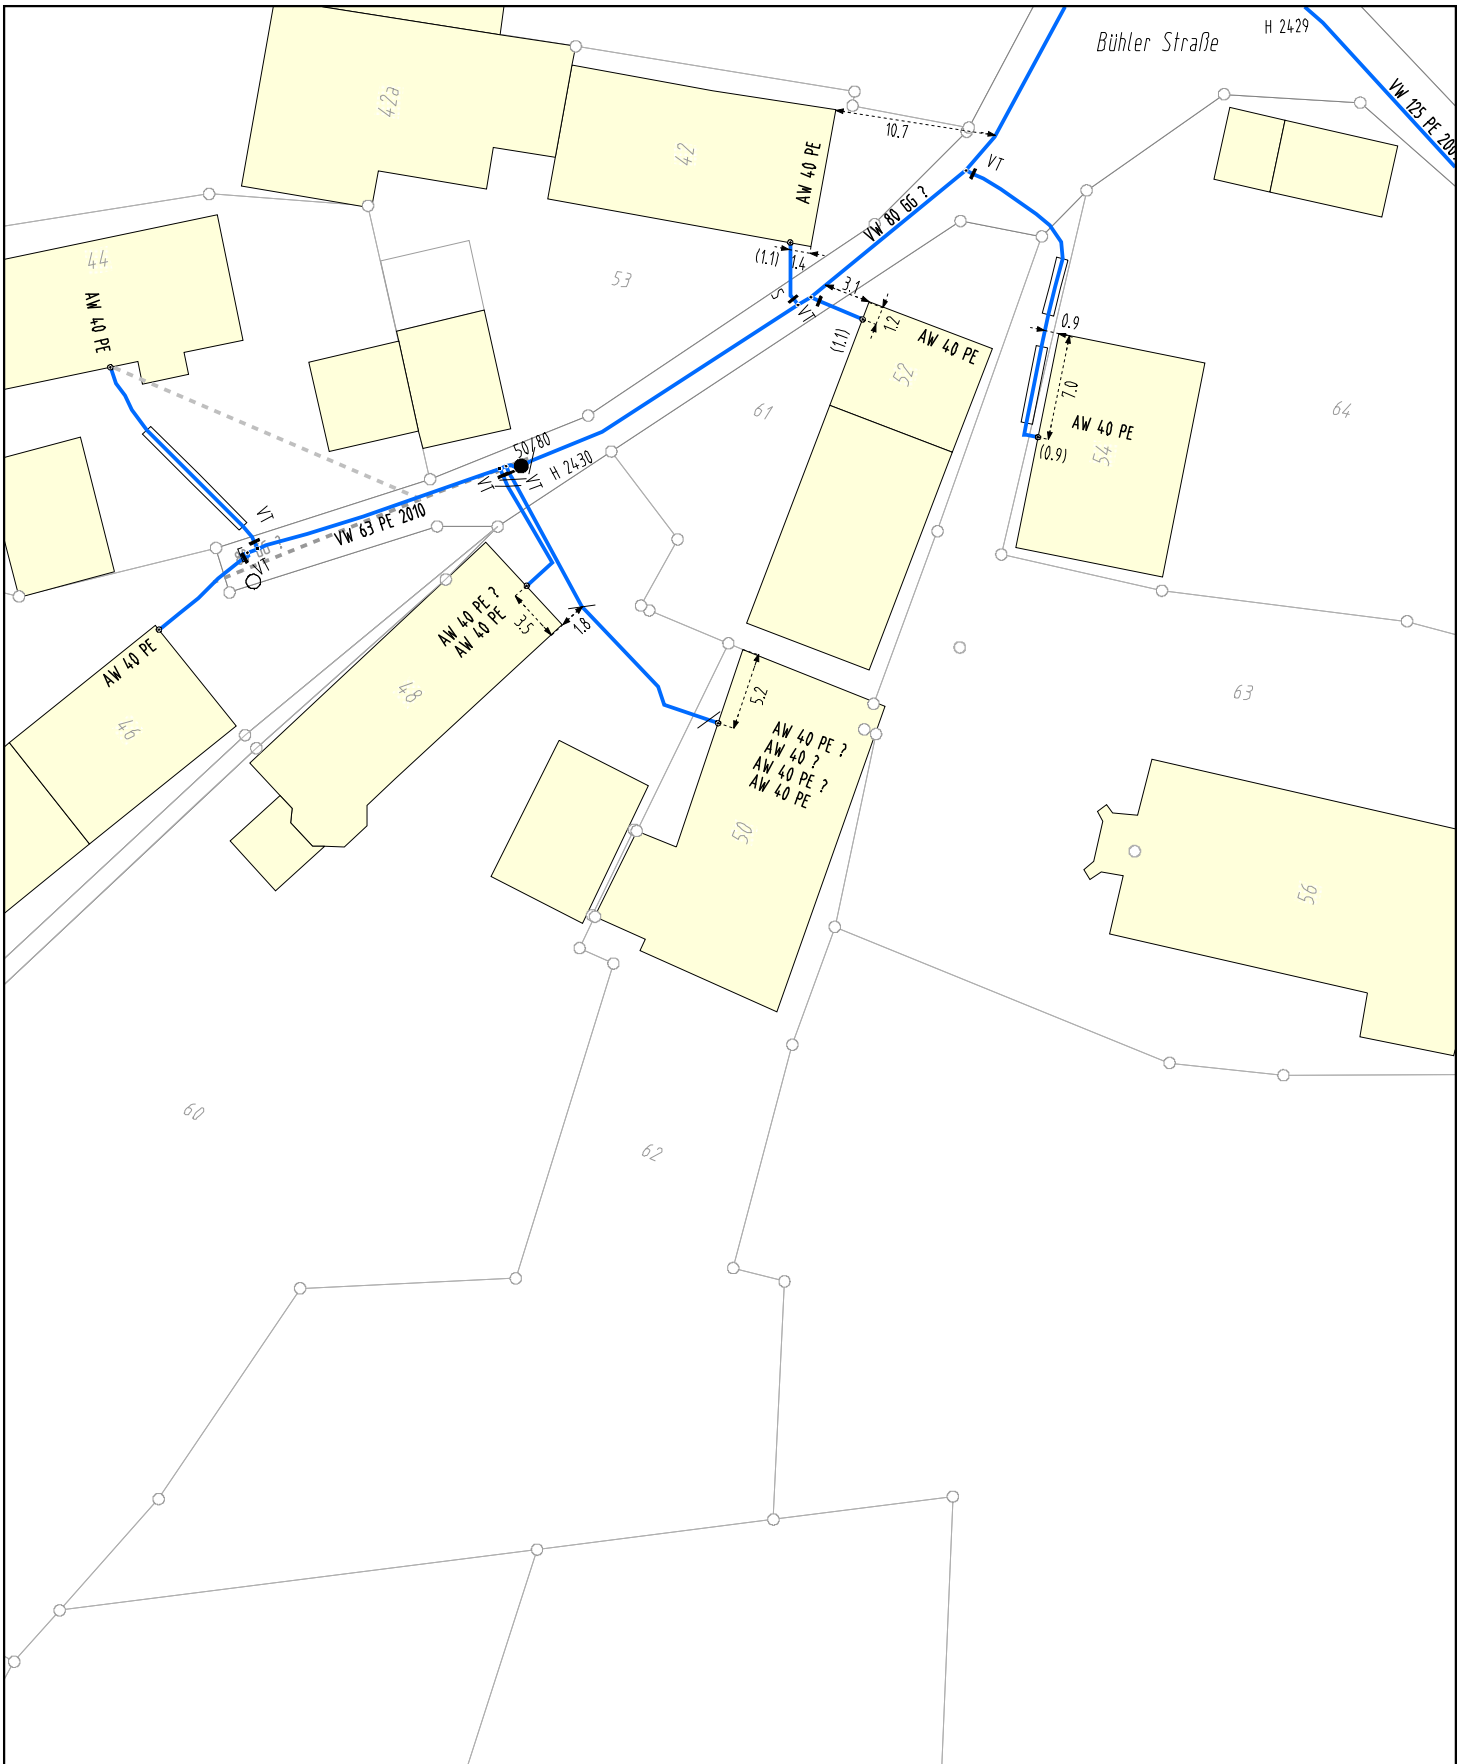 Bühler Straße
H 2429
VW 125 PE
42a
42
AW 40 PE
10.7
VT
VW 80 GG ?
44
AW 40 PE
53
(1.1)
1.4
S
VT
3.1
1.2
(1.1)
AW 40 PE
52
0.9
7.0
AW 40 PE
54
(0.9)
61
64
50/80
H 2430
VT
VT
VT
VW 63 PE 2010
VT
AW 40 PE
46
AW 40 PE ?
AW 40 PE
3.5
1.8
48
5.2
AW 40 PE ?
AW 40 ?
AW 40 PE ?
AW 40 PE
50
63
56
60
62